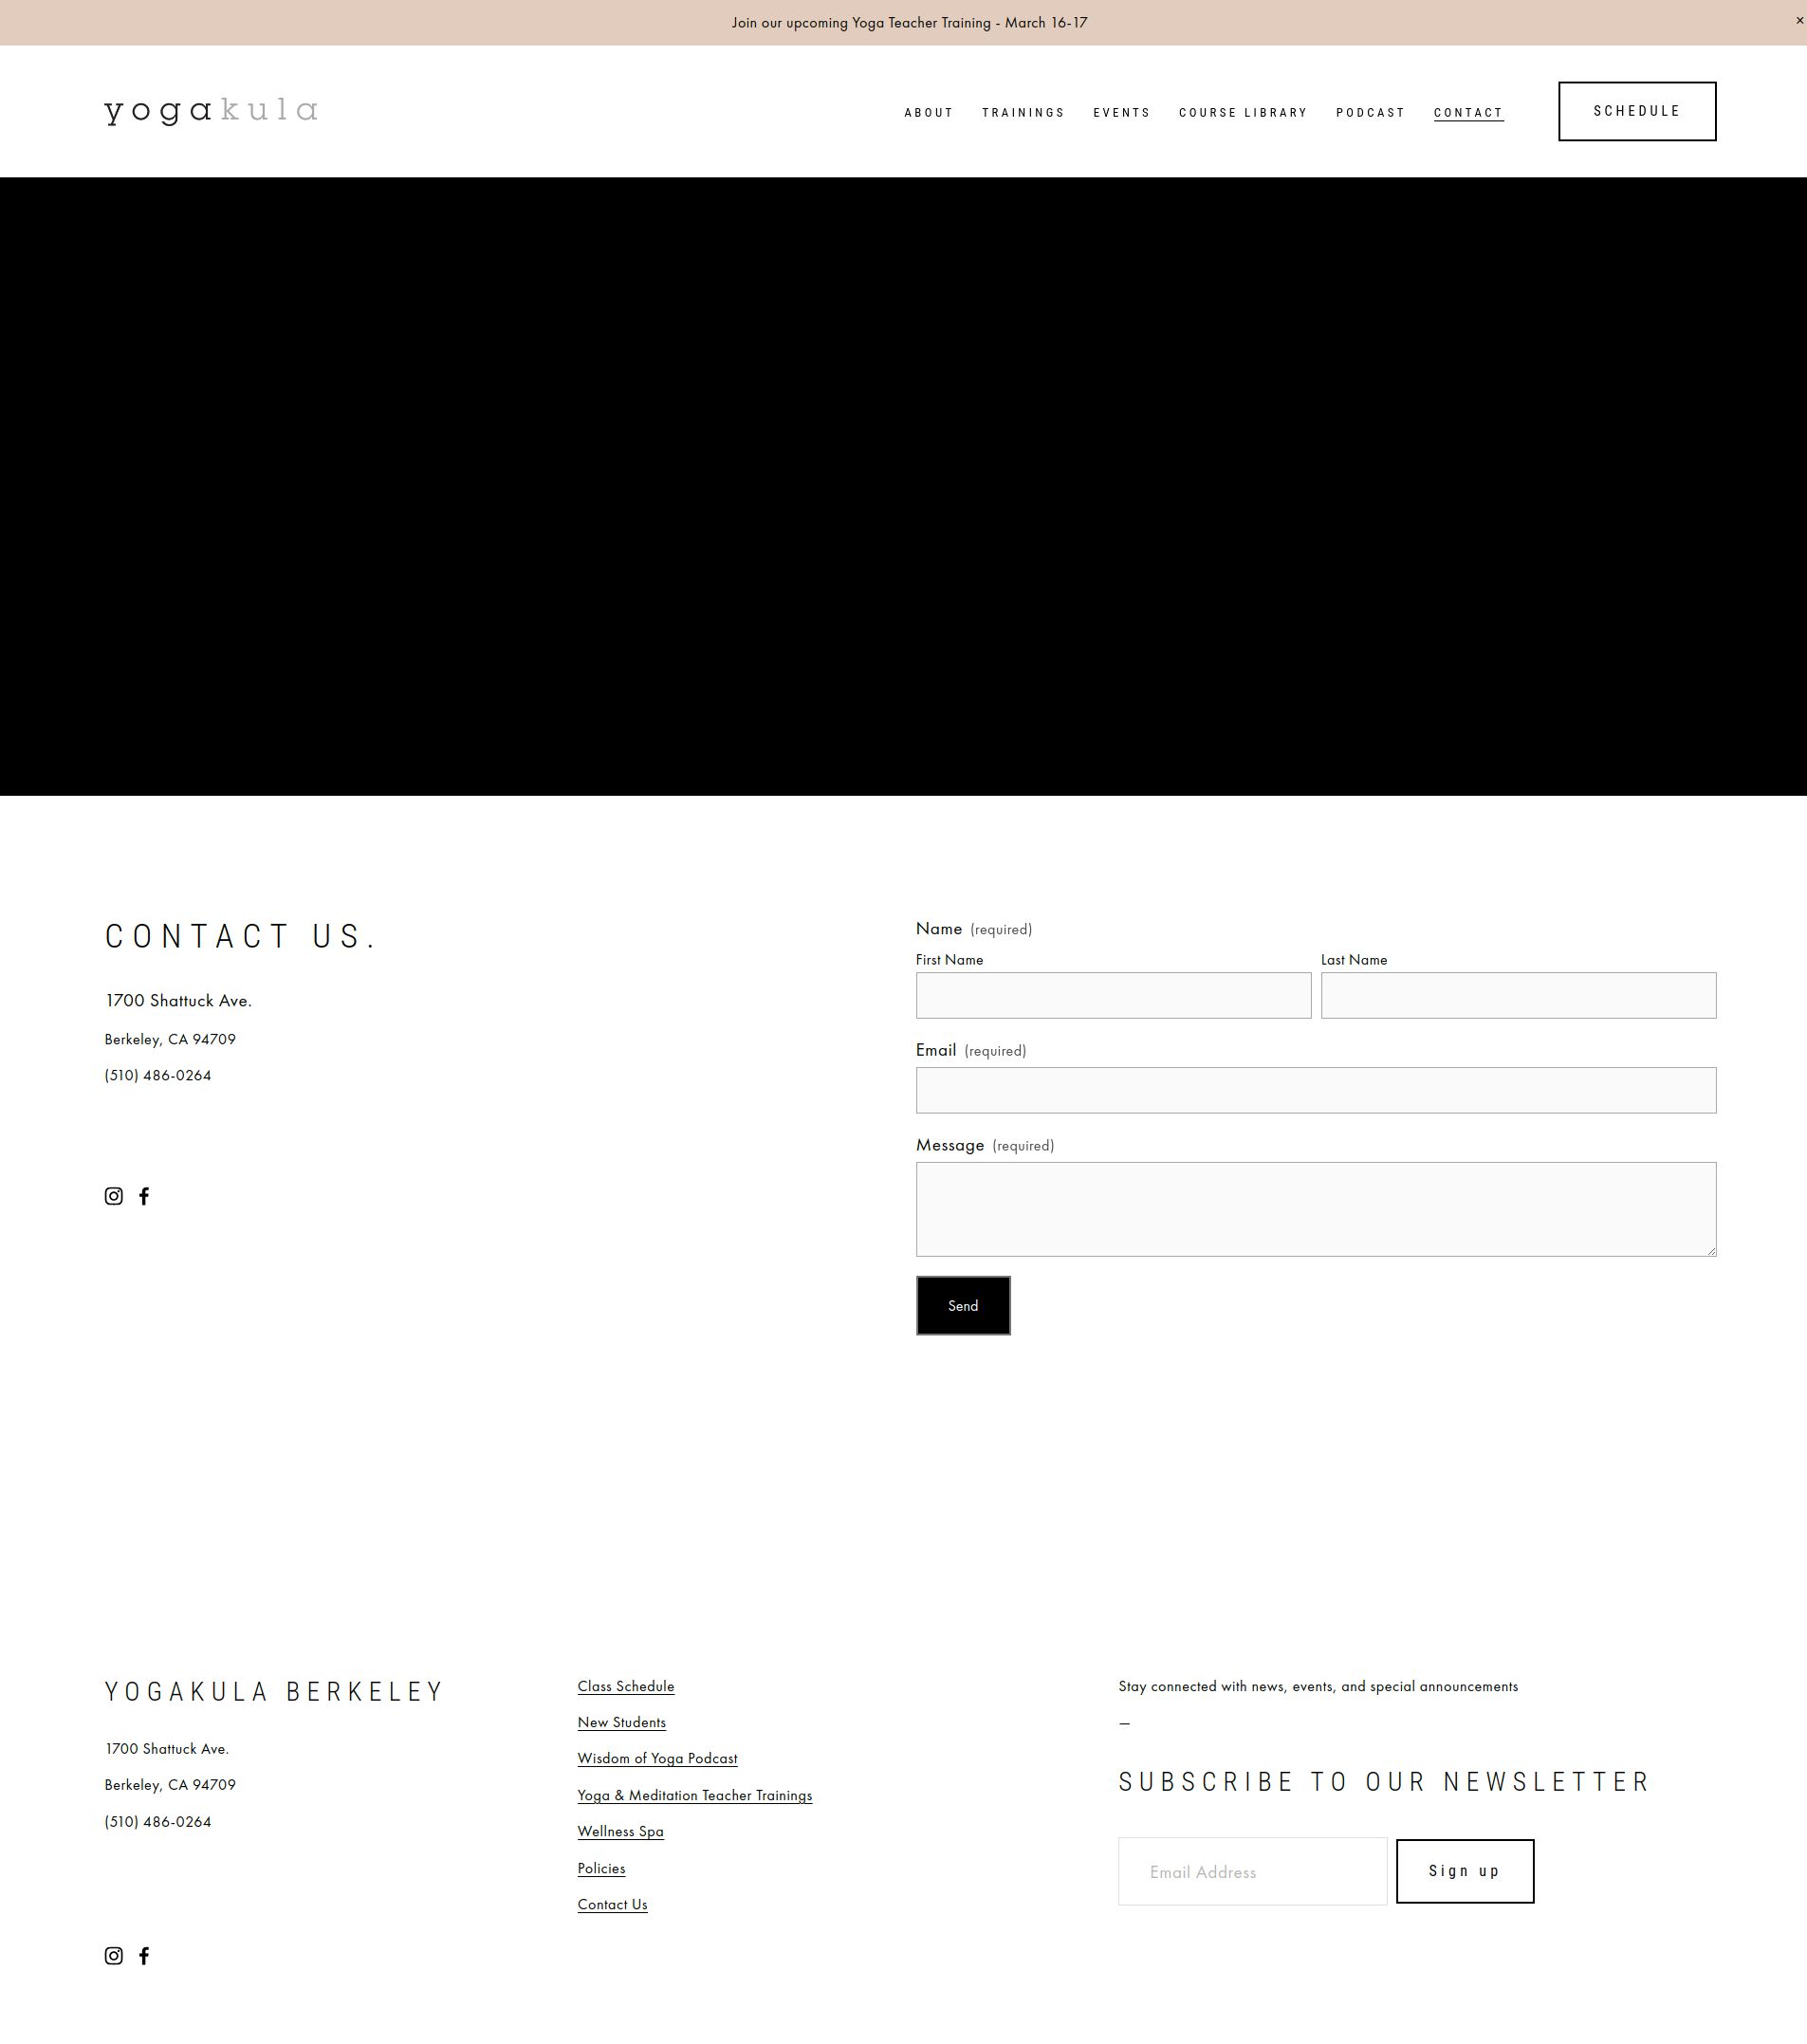 Join our upcoming Yoga Teacher Training - March 16-17
×
yogakula
ABOUT TRAININGS EVENTS COURSE LIBRARY PODCAST CONTACT SCHEDULE
CONTACT US.
1700 Shattuck Ave.
Berkeley, CA 94709
(510) 486-0264
Name (required)
First Name
Last Name
Email (required)
Message (required)
Send
YOGAKULA BERKELEY
1700 Shattuck Ave.
Berkeley, CA 94709
(510) 486-0264
Class Schedule
New Students
Wisdom of Yoga Podcast
Yoga & Meditation Teacher Trainings
Wellness Spa
Policies
Contact Us
Stay connected with news, events, and special announcements
—
SUBSCRIBE TO OUR NEWSLETTER
Email Address
Sign up